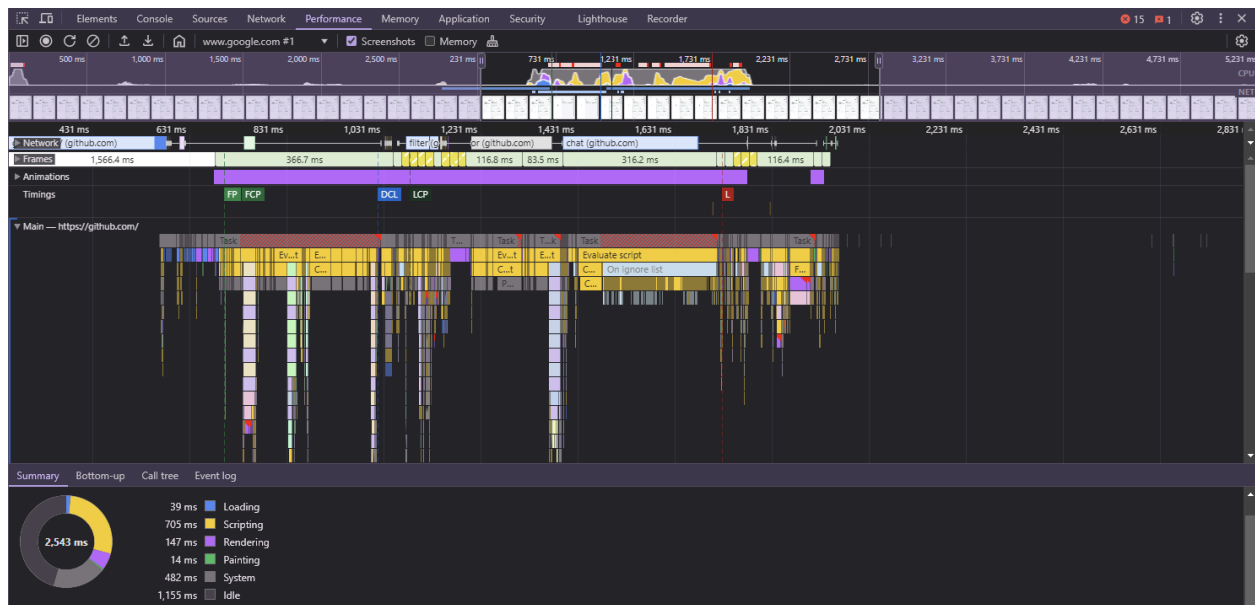 Elements Console Sources Network Performance Memory Application Security Lighthouse Recorder 15 1
www.google.com #1 Screenshots Memory
500 ms 1,000 ms 1,500 ms 2,000 ms 2,500 ms 231 ms 731 ms 1,231 ms 1,731 ms 2,231 ms 2,731 ms 3,231 ms 3,731 ms 4,231 ms 4,731 ms 5,231 ms
CPU
NET
431 ms 631 ms 831 ms 1,031 ms 1,231 ms 1,431 ms 1,631 ms 1,831 ms 2,031 ms 2,231 ms 2,431 ms 2,631 ms 2,831
Network (github.com) filter (g or (github.com) chat (github.com)
Frames 1,566.4 ms 366.7 ms 116.8 ms 83.5 ms 316.2 ms 116.4 ms
Animations
Timings FP FCP DCL LCP L
Main — https://github.com/
Task T... Task T...k Task Task
Ev...t E... Ev...t E...t Evaluate script
C... C...t C...t C... On ignore list F...
P... C...
Summary Bottom-up Call tree Event log
39 ms Loading
705 ms Scripting
2,543 ms 147 ms Rendering
14 ms Painting
482 ms System
1,155 ms Idle